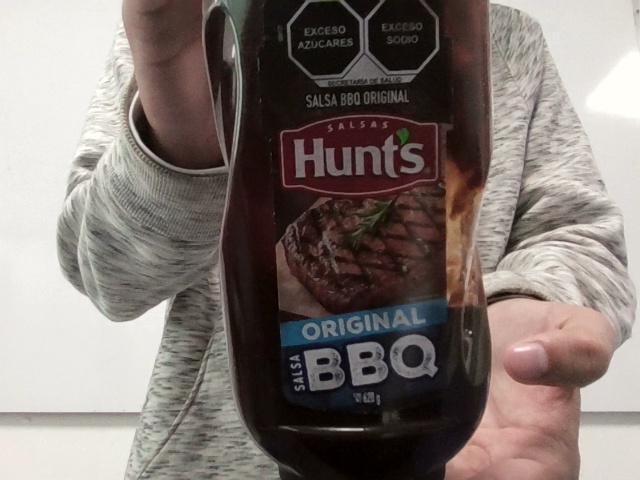 EXCESO
AZÚCARES
EXCESO
SODIO
SECRETARÍA DE SALUD
SALSA BBQ ORIGINAL
SALSAS
Hunt's
ORIGINAL
SALSA
BBQ